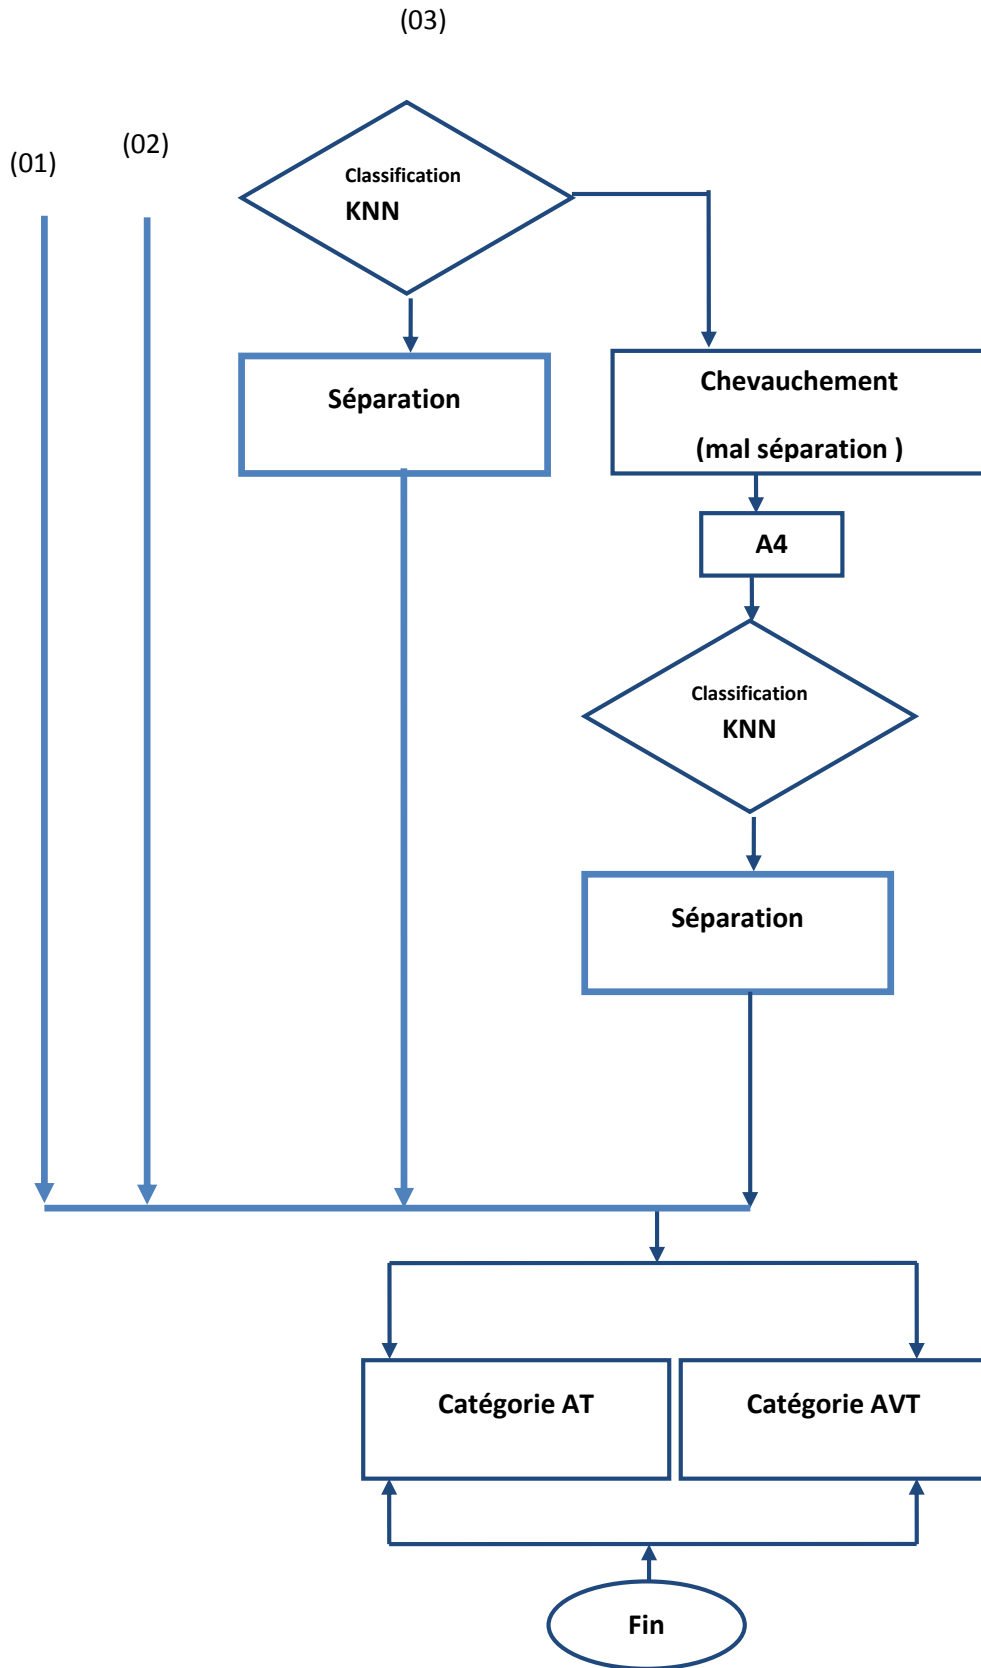 (03)
(01)
(02)
Classification
KNN
Séparation
Chevauchement
(mal séparation )
A4
Classification
KNN
Séparation
Catégorie AT
Catégorie AVT
Fin